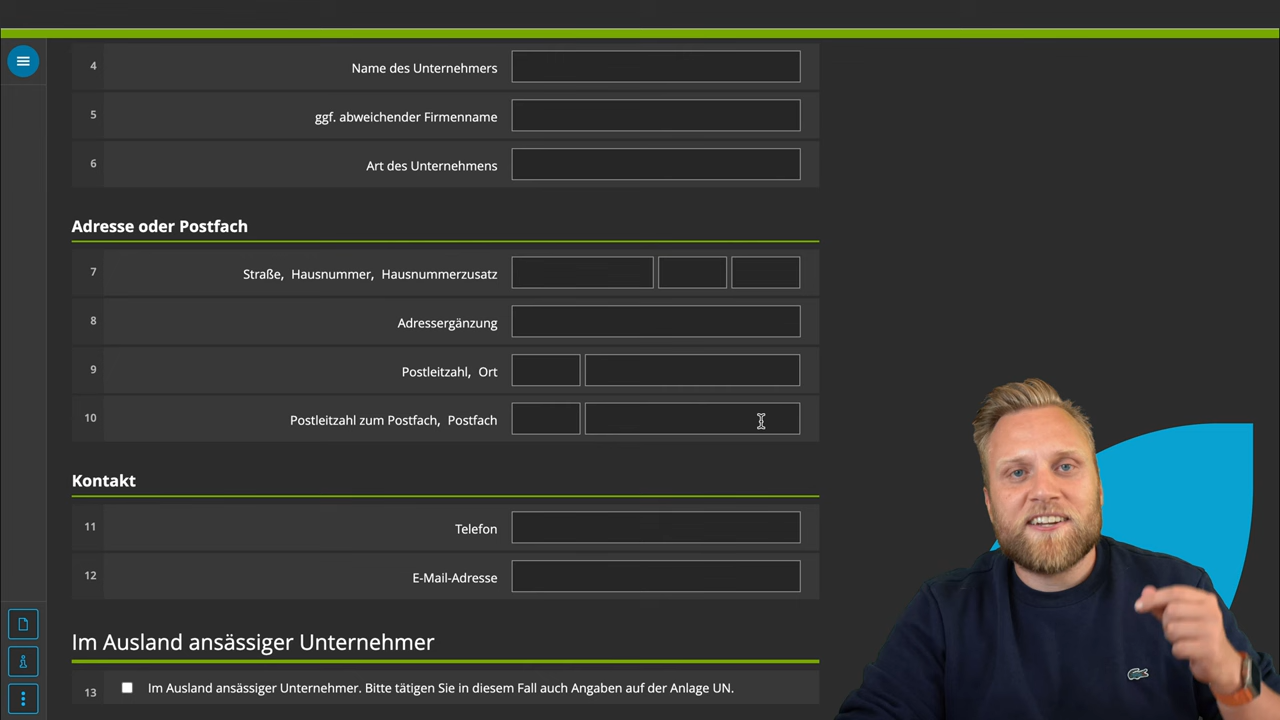 4 Name des Unternehmers
5 ggf. abweichender Firmenname
6 Art des Unternehmens
Adresse oder Postfach
7 Straße, Hausnummer, Hausnummerzusatz
8 Adressergänzung
9 Postleitzahl, Ort
10 Postleitzahl zum Postfach, Postfach
Kontakt
11 Telefon
12 E-Mail-Adresse
Im Ausland ansässiger Unternehmer
13 Im Ausland ansässiger Unternehmer. Bitte tätigen Sie in diesem Fall auch Angaben auf der Anlage UN.